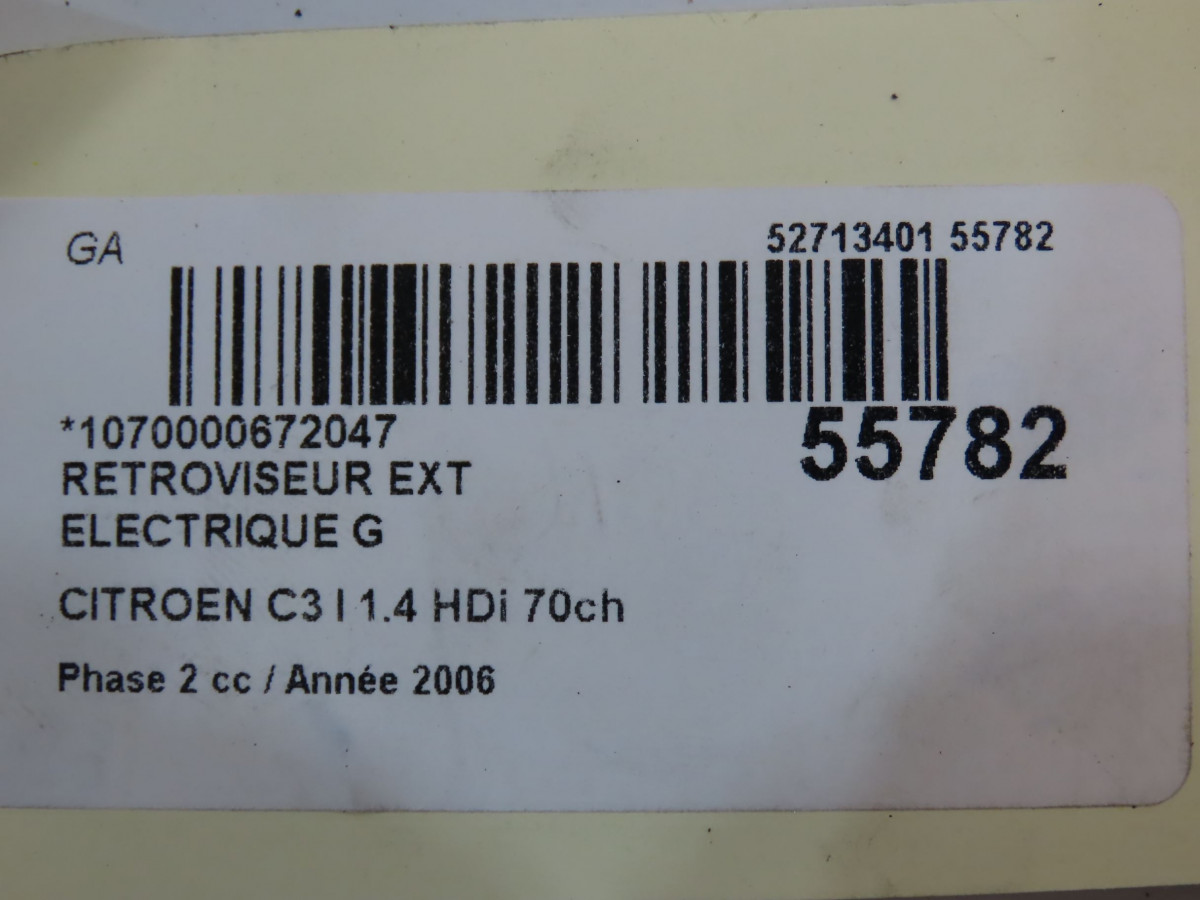 GA
52713401 55782
*1070000672047
55782
RETROVISEUR EXT
ELECTRIQUE G
CITROEN C3 I 1.4 HDi 70ch
Phase 2 cc / Année 2006